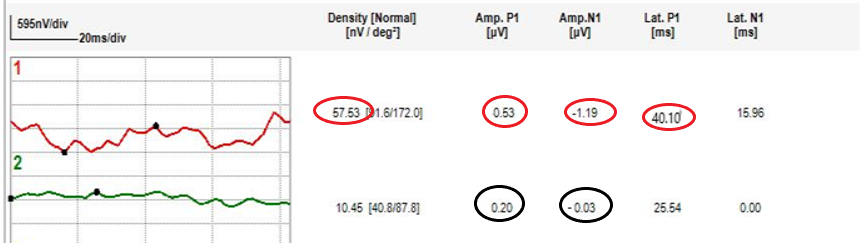 595nV/div
20ms/div
Density [Normal] Amp. P1 Amp.N1 Lat. P1 Lat. N1
[nV / deg²] [µV] [µV] [ms] [ms]
1
57.53 [91.6/172.0] 0.53 -1.19 40.10 15.96
2
10.45 [40.8/87.8] 0.20 - 0.03 25.54 0.00